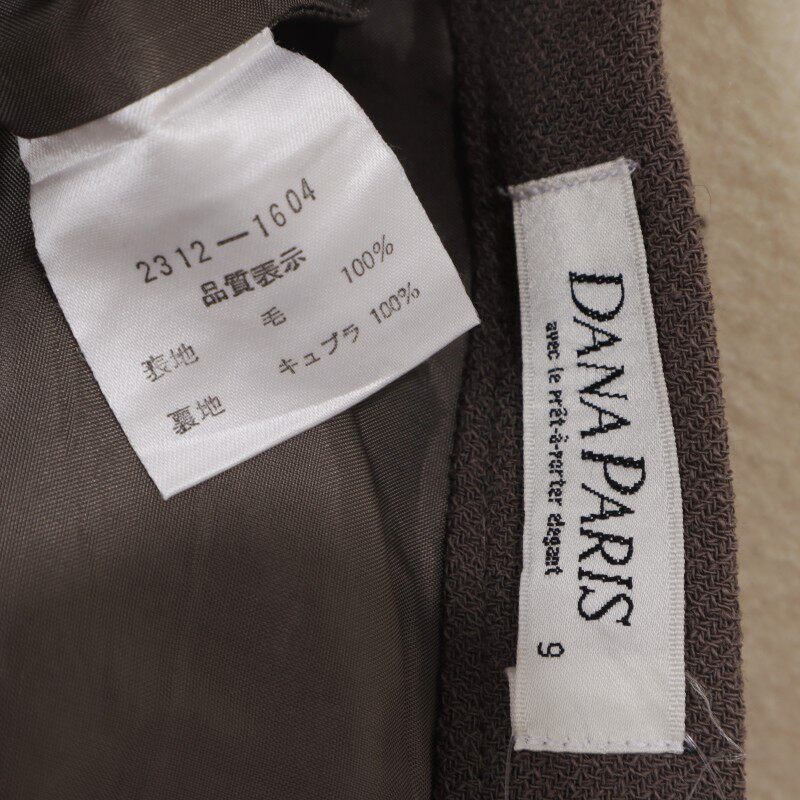 2312-1604
品質表示
表地 毛 100%
裏地 キュプラ 100%
DANA PARIS
avec le prêt-à-porter elegant
9